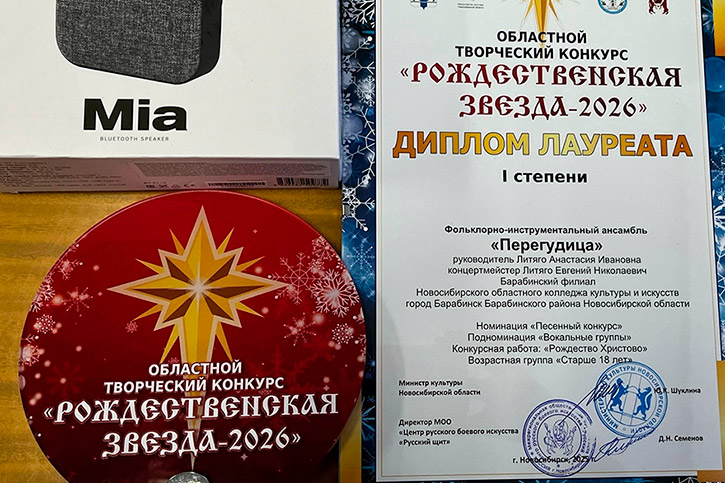 Mia
BLUETOOTH SPEAKER
ОБЛАСТНОЙ
ТВОРЧЕСКИЙ КОНКУРС
«РОЖДЕСТВЕНСКАЯ
ЗВЕЗДА-2026»
ОБЛАСТНОЙ
ТВОРЧЕСКИЙ КОНКУРС
«РОЖДЕСТВЕНСКАЯ
ЗВЕЗДА-2026»
ДИПЛОМ ЛАУРЕАТА
I степени
Фольклорно-инструментальный ансамбль
«Перегудица»
руководитель Литяго Анастасия Ивановна
концертмейстер Литяго Евгений Николаевич
Барабинский филиал
Новосибирского областного колледжа культуры и искусств
город Барабинск Барабинского района Новосибирской области
Номинация «Песенный конкурс»
Подноминация «Вокальные группы»
Конкурсная работа: «Рождество Христово»
Возрастная группа «Старше 18 лет»
Министр культуры
Новосибирской области
Ю.К. Шуклина
Директор МОО
«Центр русского боевого искусства
«Русский щит»
Д.Н. Семенов
г. Новосибирск, 2025 г.